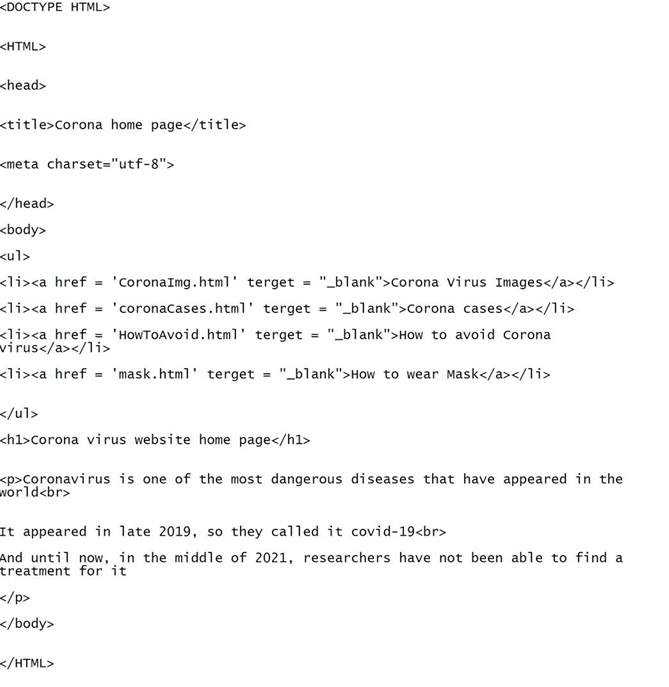 <DOCTYPE HTML>
<HTML>
<head>
<title>Corona home page</title>
<meta charset="utf-8">
</head>
<body>
<ul>
<li><a href = 'CoronaImg.html' terget = "_blank">Corona Virus Images</a></li>
<li><a href = 'coronaCases.html' terget = "_blank">Corona cases</a></li>
<li><a href = 'HowToAvoid.html' terget = "_blank">How to avoid Corona
virus</a></li>
<li><a href = 'mask.html' terget = "_blank">How to wear Mask</a></li>
</ul>
<h1>Corona virus website home page</h1>
<p>Coronavirus is one of the most dangerous diseases that have appeared in the
world<br>
It appeared in late 2019, so they called it covid-19<br>
And until now, in the middle of 2021, researchers have not been able to find a
treatment for it
</p>
</body>
</HTML>